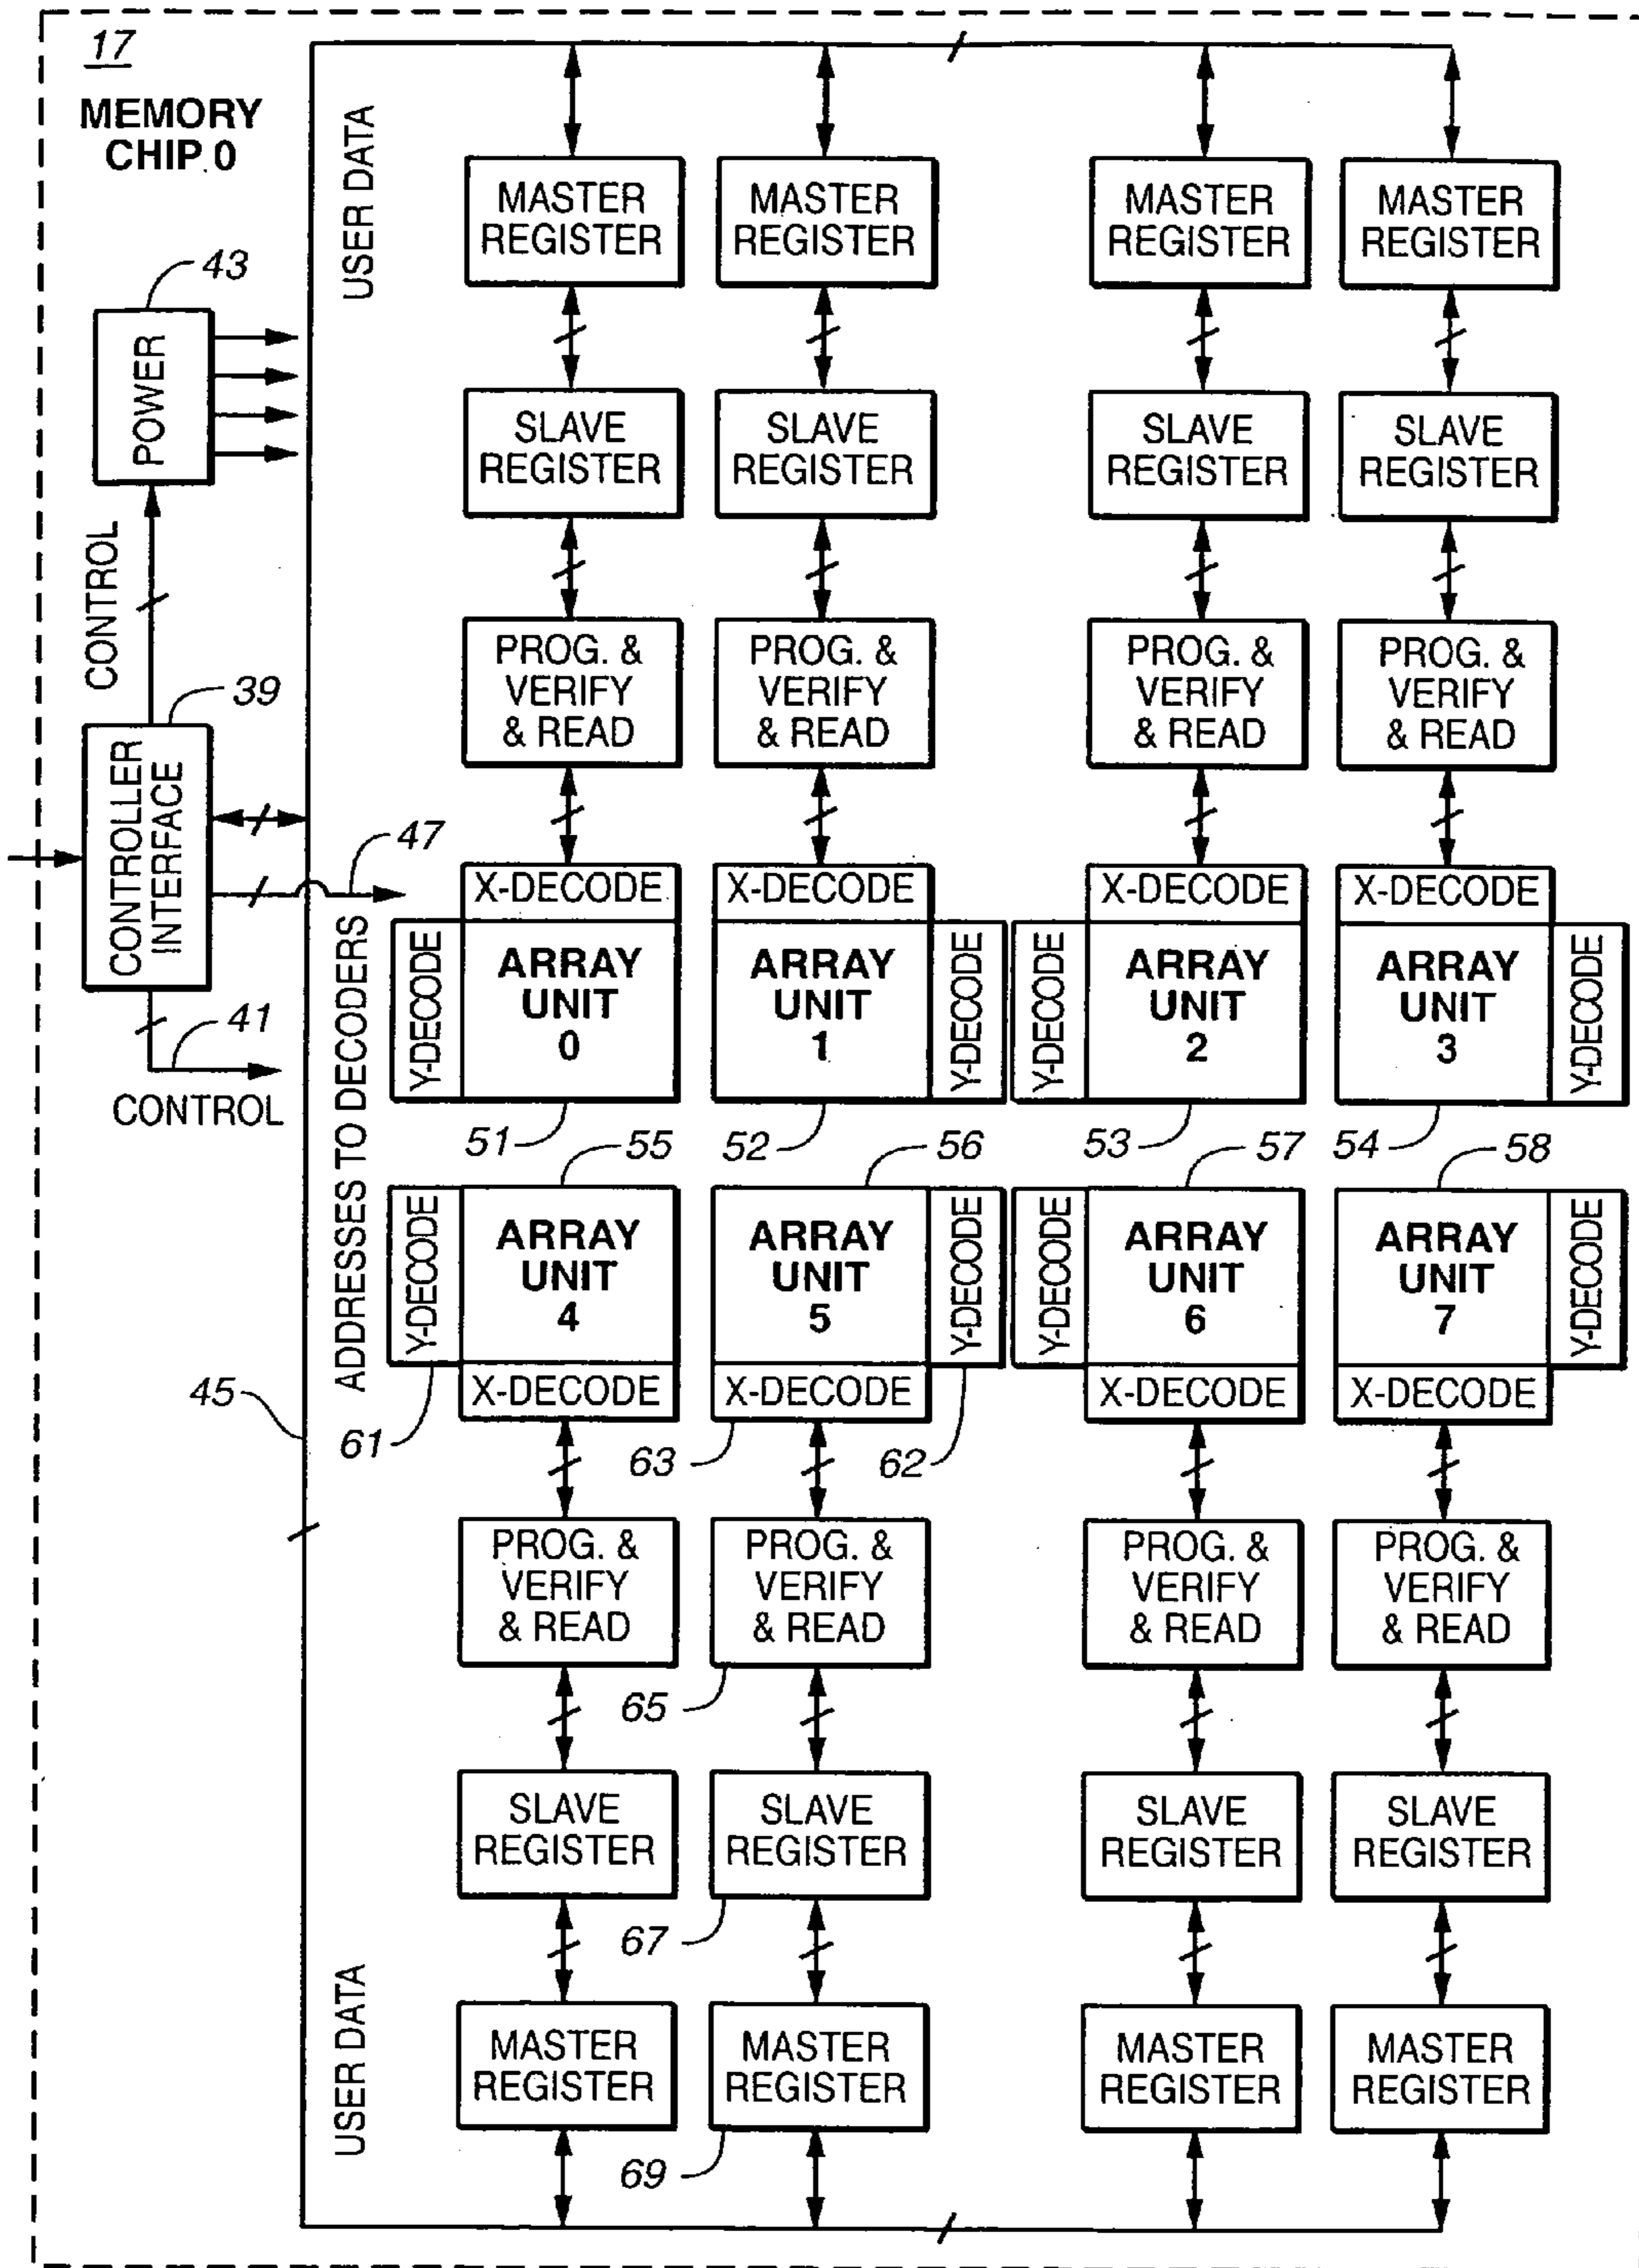 17
MEMORY
CHIP 0
USER DATA
MASTER
REGISTER
MASTER
REGISTER
MASTER
REGISTER
MASTER
REGISTER
43
POWER
SLAVE
REGISTER
SLAVE
REGISTER
SLAVE
REGISTER
SLAVE
REGISTER
CONTROL
PROG. &
VERIFY
& READ
PROG. &
VERIFY
& READ
PROG. &
VERIFY
& READ
PROG. &
VERIFY
& READ
39
CONTROLLER
INTERFACE
47
41
CONTROL
ADDRESSES TO DECODERS
X-DECODE
X-DECODE
X-DECODE
X-DECODE
Y-DECODE
ARRAY
UNIT
0
ARRAY
UNIT
1
Y-DECODE
Y-DECODE
ARRAY
UNIT
2
ARRAY
UNIT
3
Y-DECODE
51
55
52
56
53
57
54
58
Y-DECODE
ARRAY
UNIT
4
ARRAY
UNIT
5
Y-DECODE
Y-DECODE
ARRAY
UNIT
6
ARRAY
UNIT
7
Y-DECODE
X-DECODE
X-DECODE
X-DECODE
X-DECODE
45
61
63
62
PROG. &
VERIFY
& READ
PROG. &
VERIFY
& READ
PROG. &
VERIFY
& READ
PROG. &
VERIFY
& READ
65
SLAVE
REGISTER
SLAVE
REGISTER
SLAVE
REGISTER
SLAVE
REGISTER
67
USER DATA
MASTER
REGISTER
MASTER
REGISTER
MASTER
REGISTER
MASTER
REGISTER
69